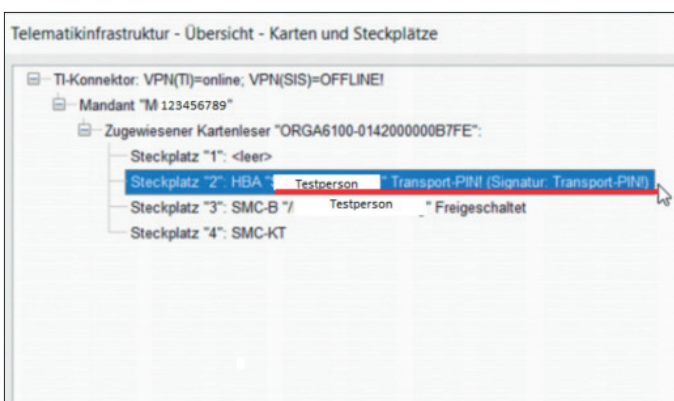 Telematikinfrastruktur - Übersicht - Karten und Steckplätze
TI-Konnektor: VPN(TI)=online; VPN(SIS)=OFFLINE!
Mandant "M 123456789"
Zugewiesener Kartenleser "ORGA6100-0142000000B7FE":
Steckplatz "1": <leer>
Steckplatz "2": HBA "S Testperson " Transport-PIN! (Signatur: Transport-PIN!)
Steckplatz "3": SMC-B "/ Testperson " Freigeschaltet
Steckplatz "4": SMC-KT